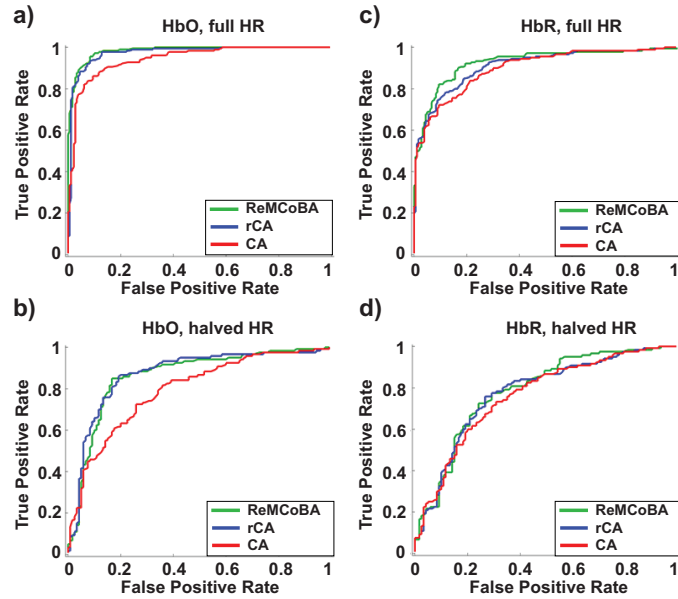 a)
HbO, full HR
True Positive Rate
1
0.8
0.6
0.4
0.2
0
ReMCoBA
rCA
CA
0 0.2 0.4 0.6 0.8 1
False Positive Rate
c)
HbR, full HR
True Positive Rate
1
0.8
0.6
0.4
0.2
0
ReMCoBA
rCA
CA
0 0.2 0.4 0.6 0.8 1
False Positive Rate
b)
HbO, halved HR
True Positive Rate
1
0.8
0.6
0.4
0.2
0
ReMCoBA
rCA
CA
0 0.2 0.4 0.6 0.8 1
False Positive Rate
d)
HbR, halved HR
True Positive Rate
1
0.8
0.6
0.4
0.2
0
ReMCoBA
rCA
CA
0 0.2 0.4 0.6 0.8 1
False Positive Rate